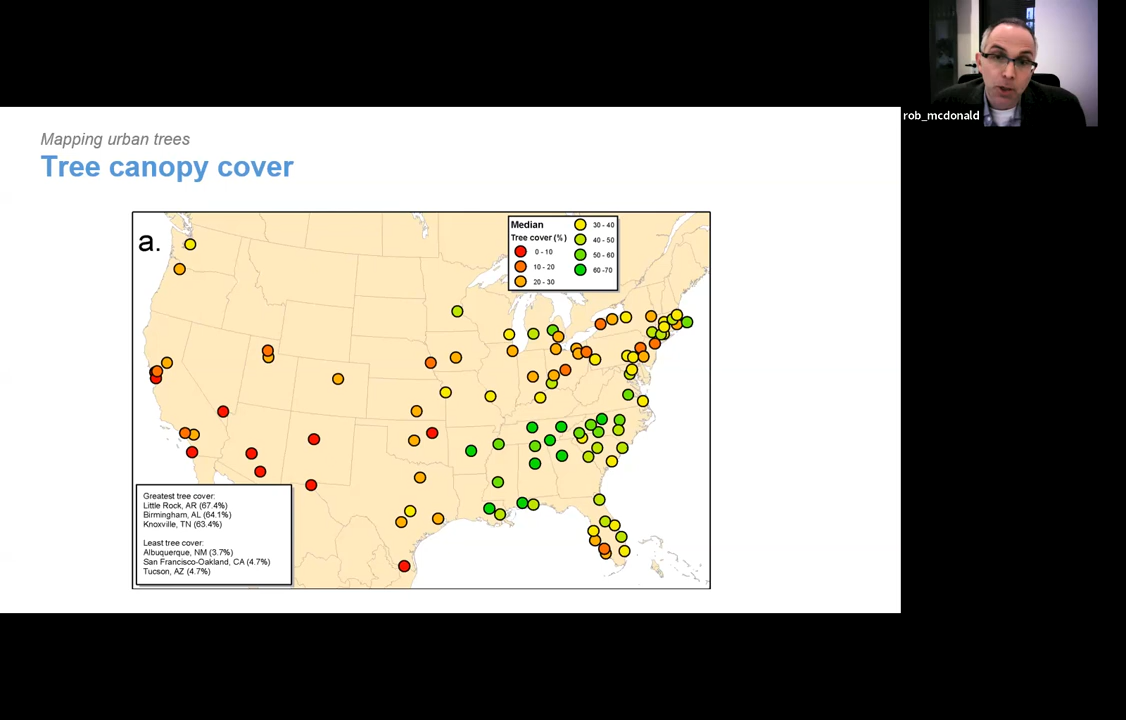 rob_mcdonald
Mapping urban trees
Tree canopy cover
a.
Median
Tree cover (%)
0 - 10
10 - 20
20 - 30
30 - 40
40 - 50
50 - 60
60 -70
Greatest tree cover:
Little Rock, AR (67.4%)
Birmingham, AL (64.1%)
Knoxville, TN (63.4%)
Least tree cover:
Albuquerque, NM (3.7%)
San Francisco-Oakland, CA (4.7%)
Tucson, AZ (4.7%)